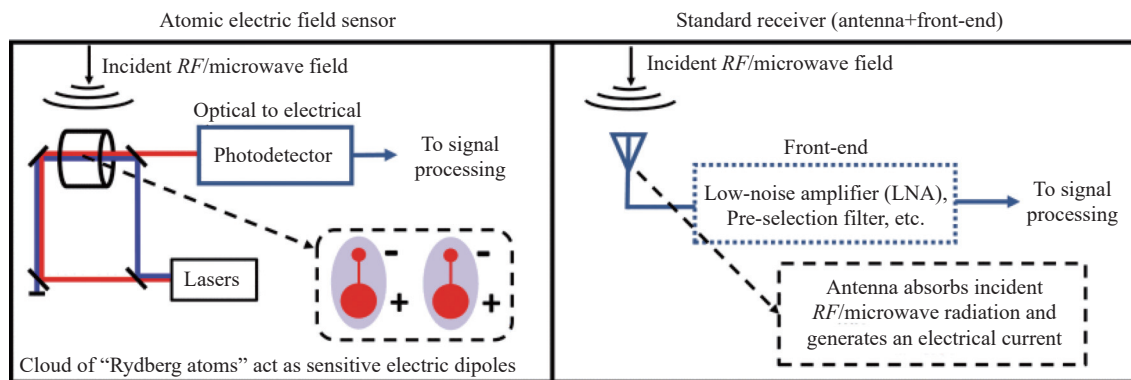 Atomic electric field sensor
Incident RF/microwave field
Optical to electrical
Photodetector
To signal
processing
Lasers
-
+
-
+
Cloud of “Rydberg atoms” act as sensitive electric dipoles
Standard receiver (antenna+front-end)
Incident RF/microwave field
Front-end
Low-noise amplifier (LNA),
Pre-selection filter, etc.
To signal
processing
Antenna absorbs incident
RF/microwave radiation and
generates an electrical current